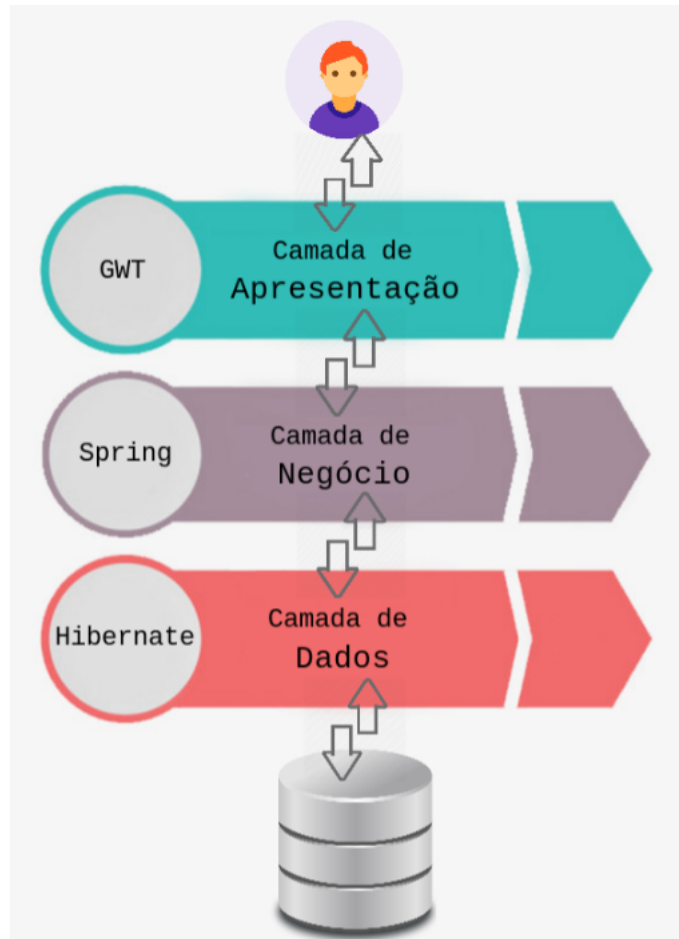 GWT
Camada de
Apresentação
Spring
Camada de
Negócio
Hibernate
Camada de
Dados